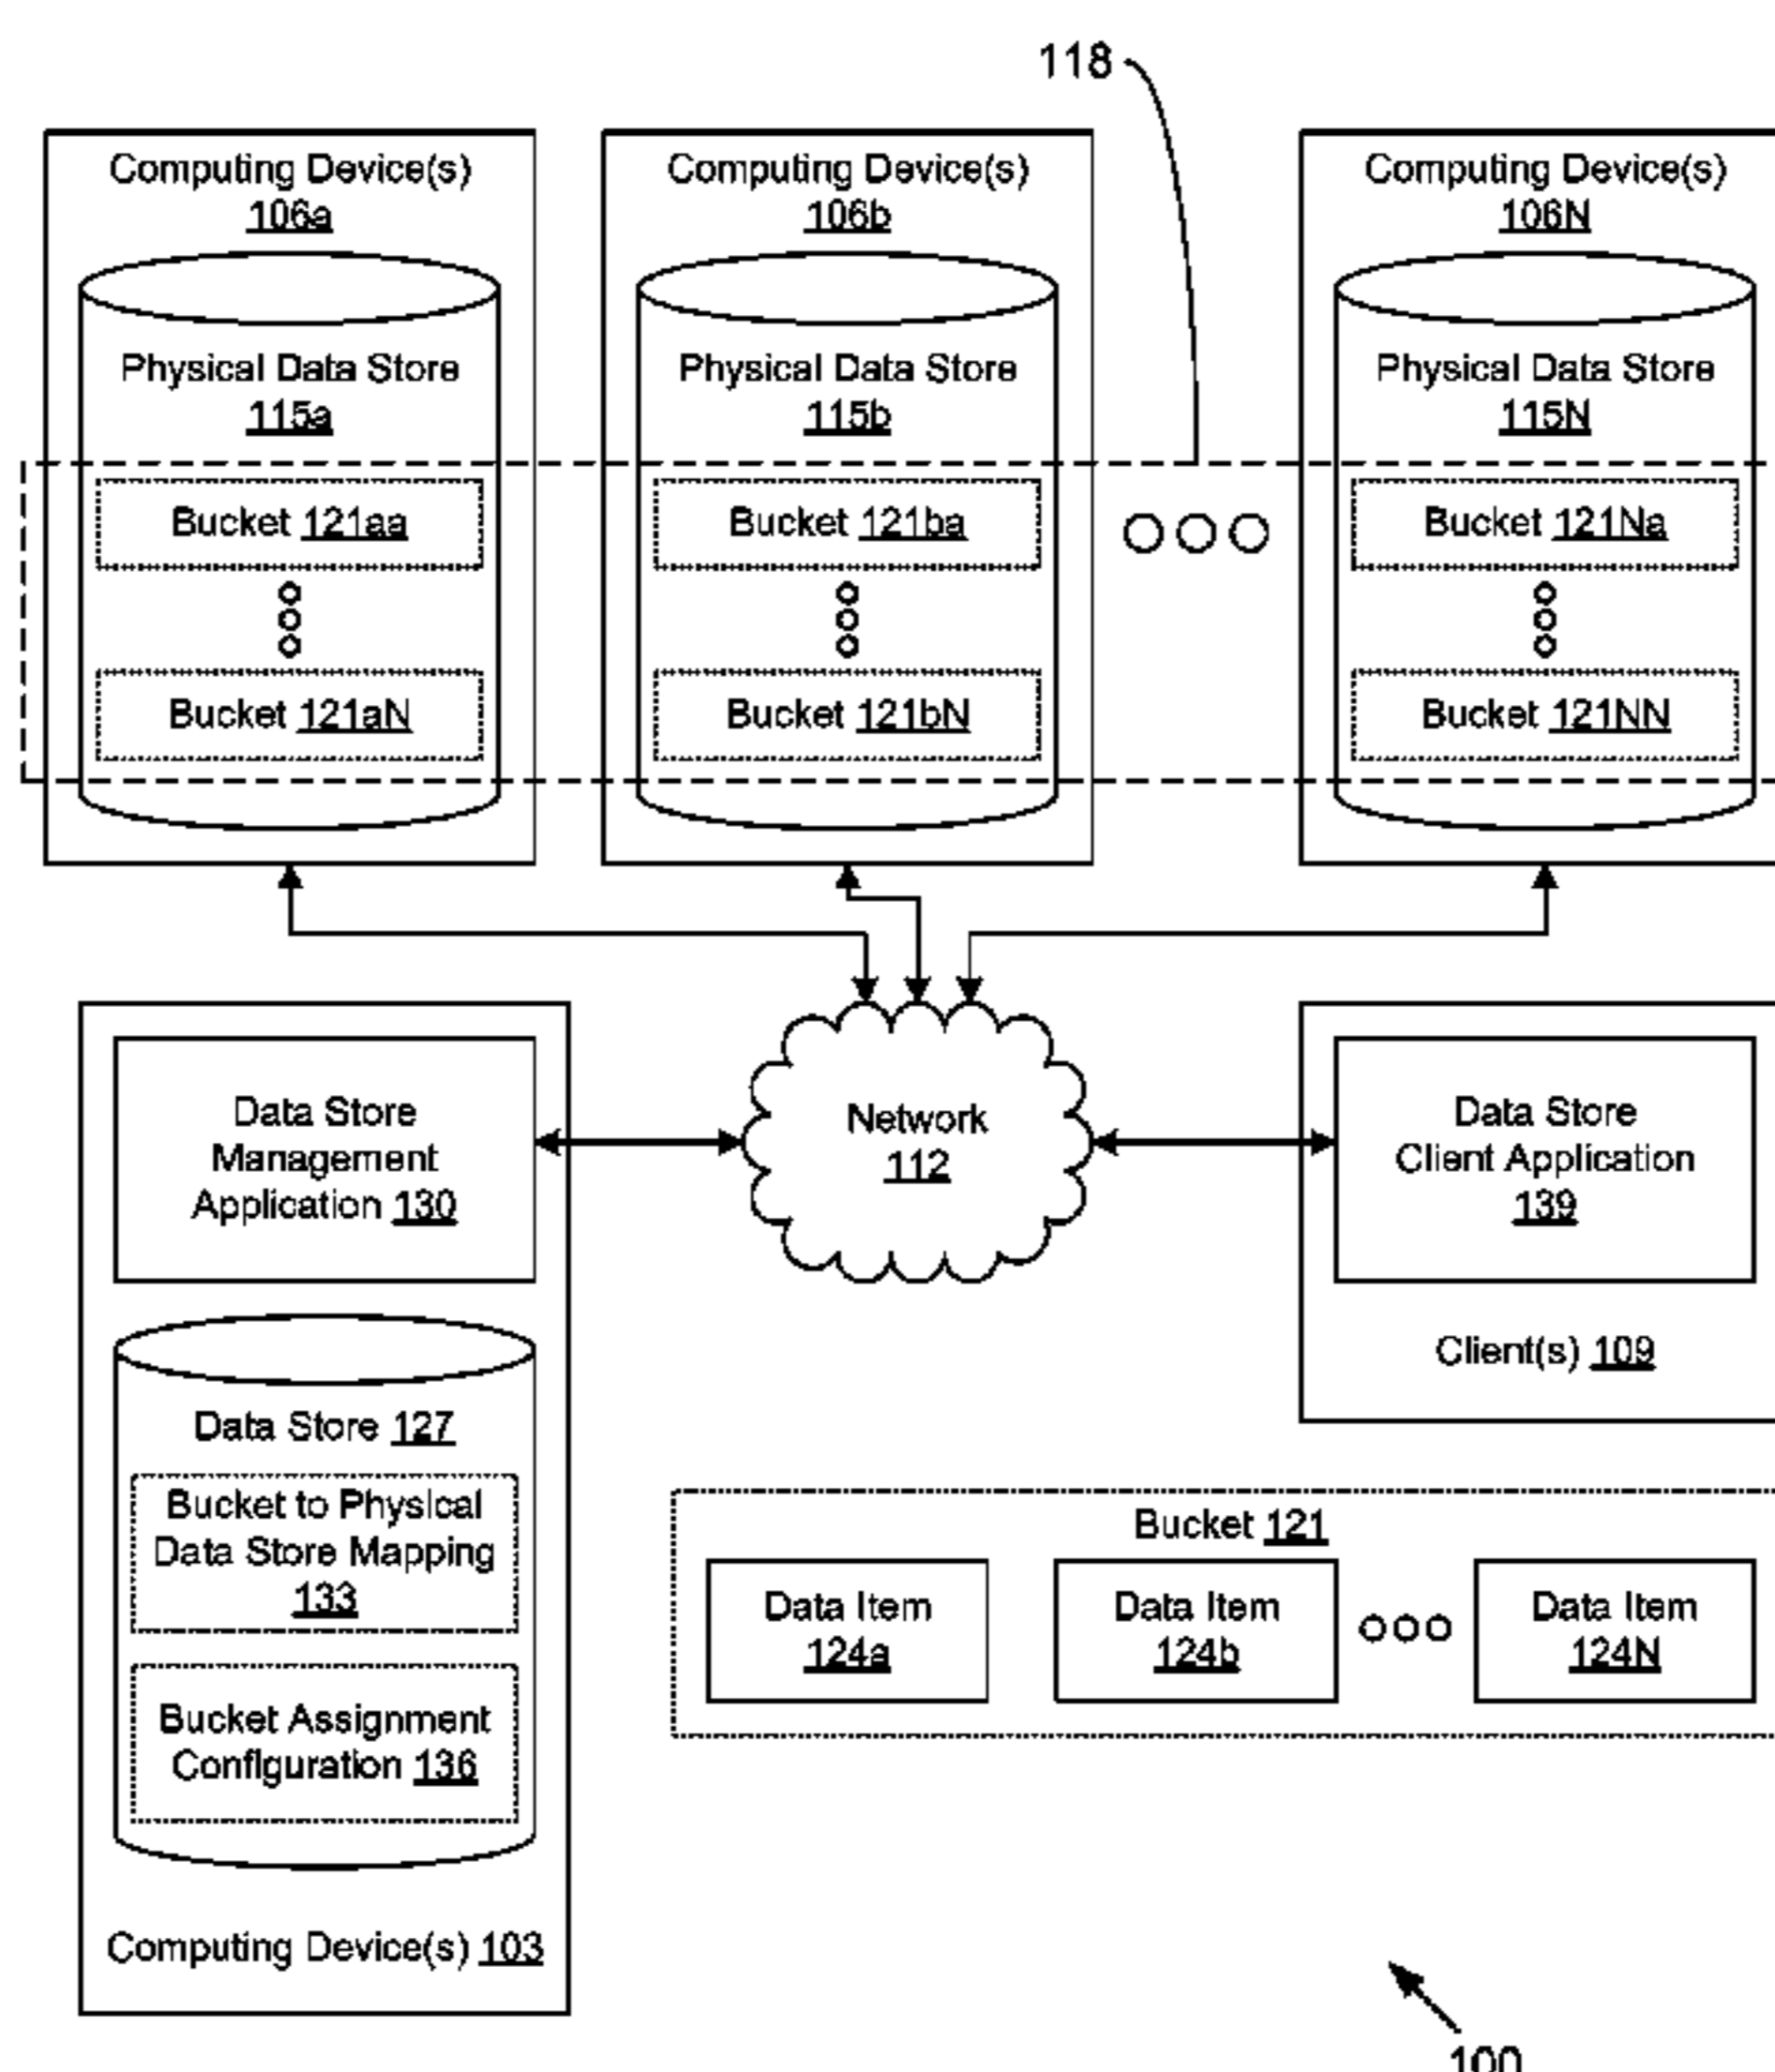 118
Computing Device(s)
106a
Physical Data Store
115a
Bucket 121aa
Bucket 121aN
Computing Device(s)
106b
Physical Data Store
115b
Bucket 121ba
Bucket 121bN
Computing Device(s)
106N
Physical Data Store
115N
Bucket 121Na
Bucket 121NN
Data Store
Management
Application 130
Network
112
Data Store
Client Application
139
Client(s) 109
Data Store 127
Bucket to Physical
Data Store Mapping
133
Bucket Assignment
Configuration 136
Computing Device(s) 103
Bucket 121
Data Item
124a
Data Item
124b
Data Item
124N
100